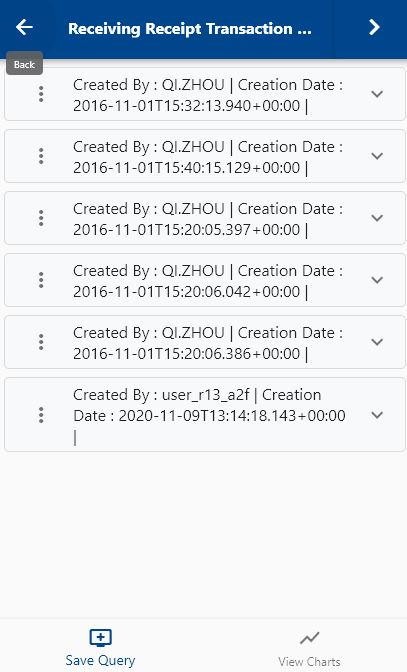 Receiving Receipt Transaction ...
Back
Created By : QI.ZHOU | Creation Date :
2016-11-01T15:32:13.940+00:00 |
Created By : QI.ZHOU | Creation Date :
2016-11-01T15:40:15.129+00:00 |
Created By : QI.ZHOU | Creation Date :
2016-11-01T15:20:05.397+00:00 |
Created By : QI.ZHOU | Creation Date :
2016-11-01T15:20:06.042+00:00 |
Created By : QI.ZHOU | Creation Date :
2016-11-01T15:20:06.386+00:00 |
Created By : user_r13_a2f | Creation
Date : 2020-11-09T13:14:18.143+00:00
|
Save Query
View Charts